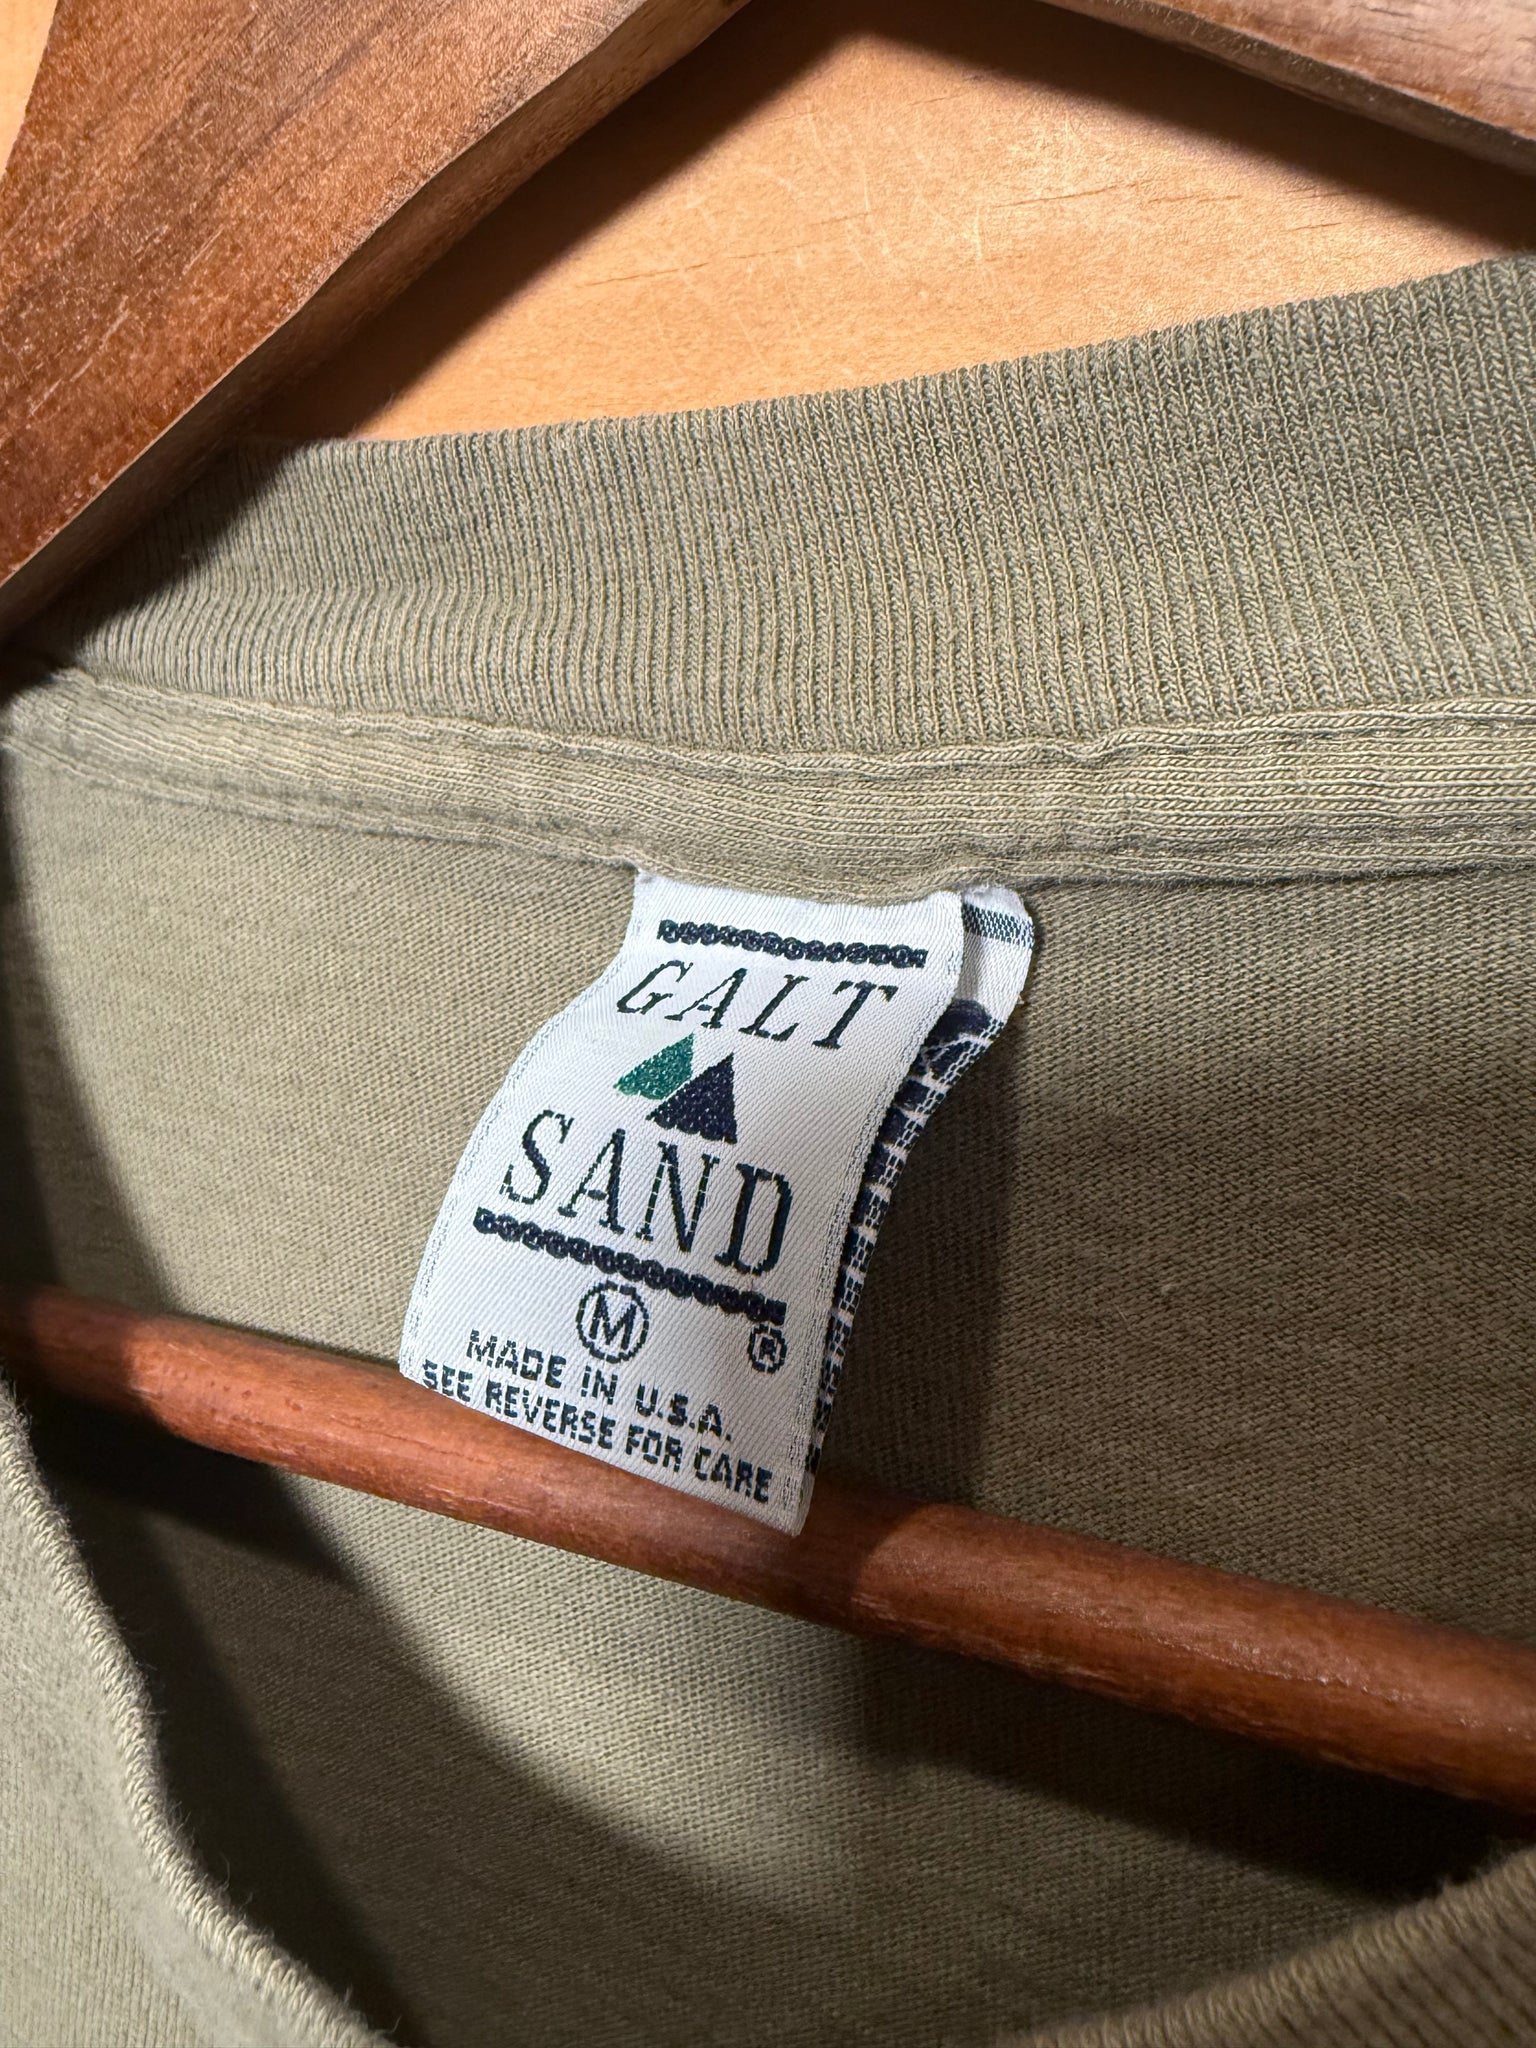 GALT
SAND
M
®
MADE IN U.S.A.
SEE REVERSE FOR CARE